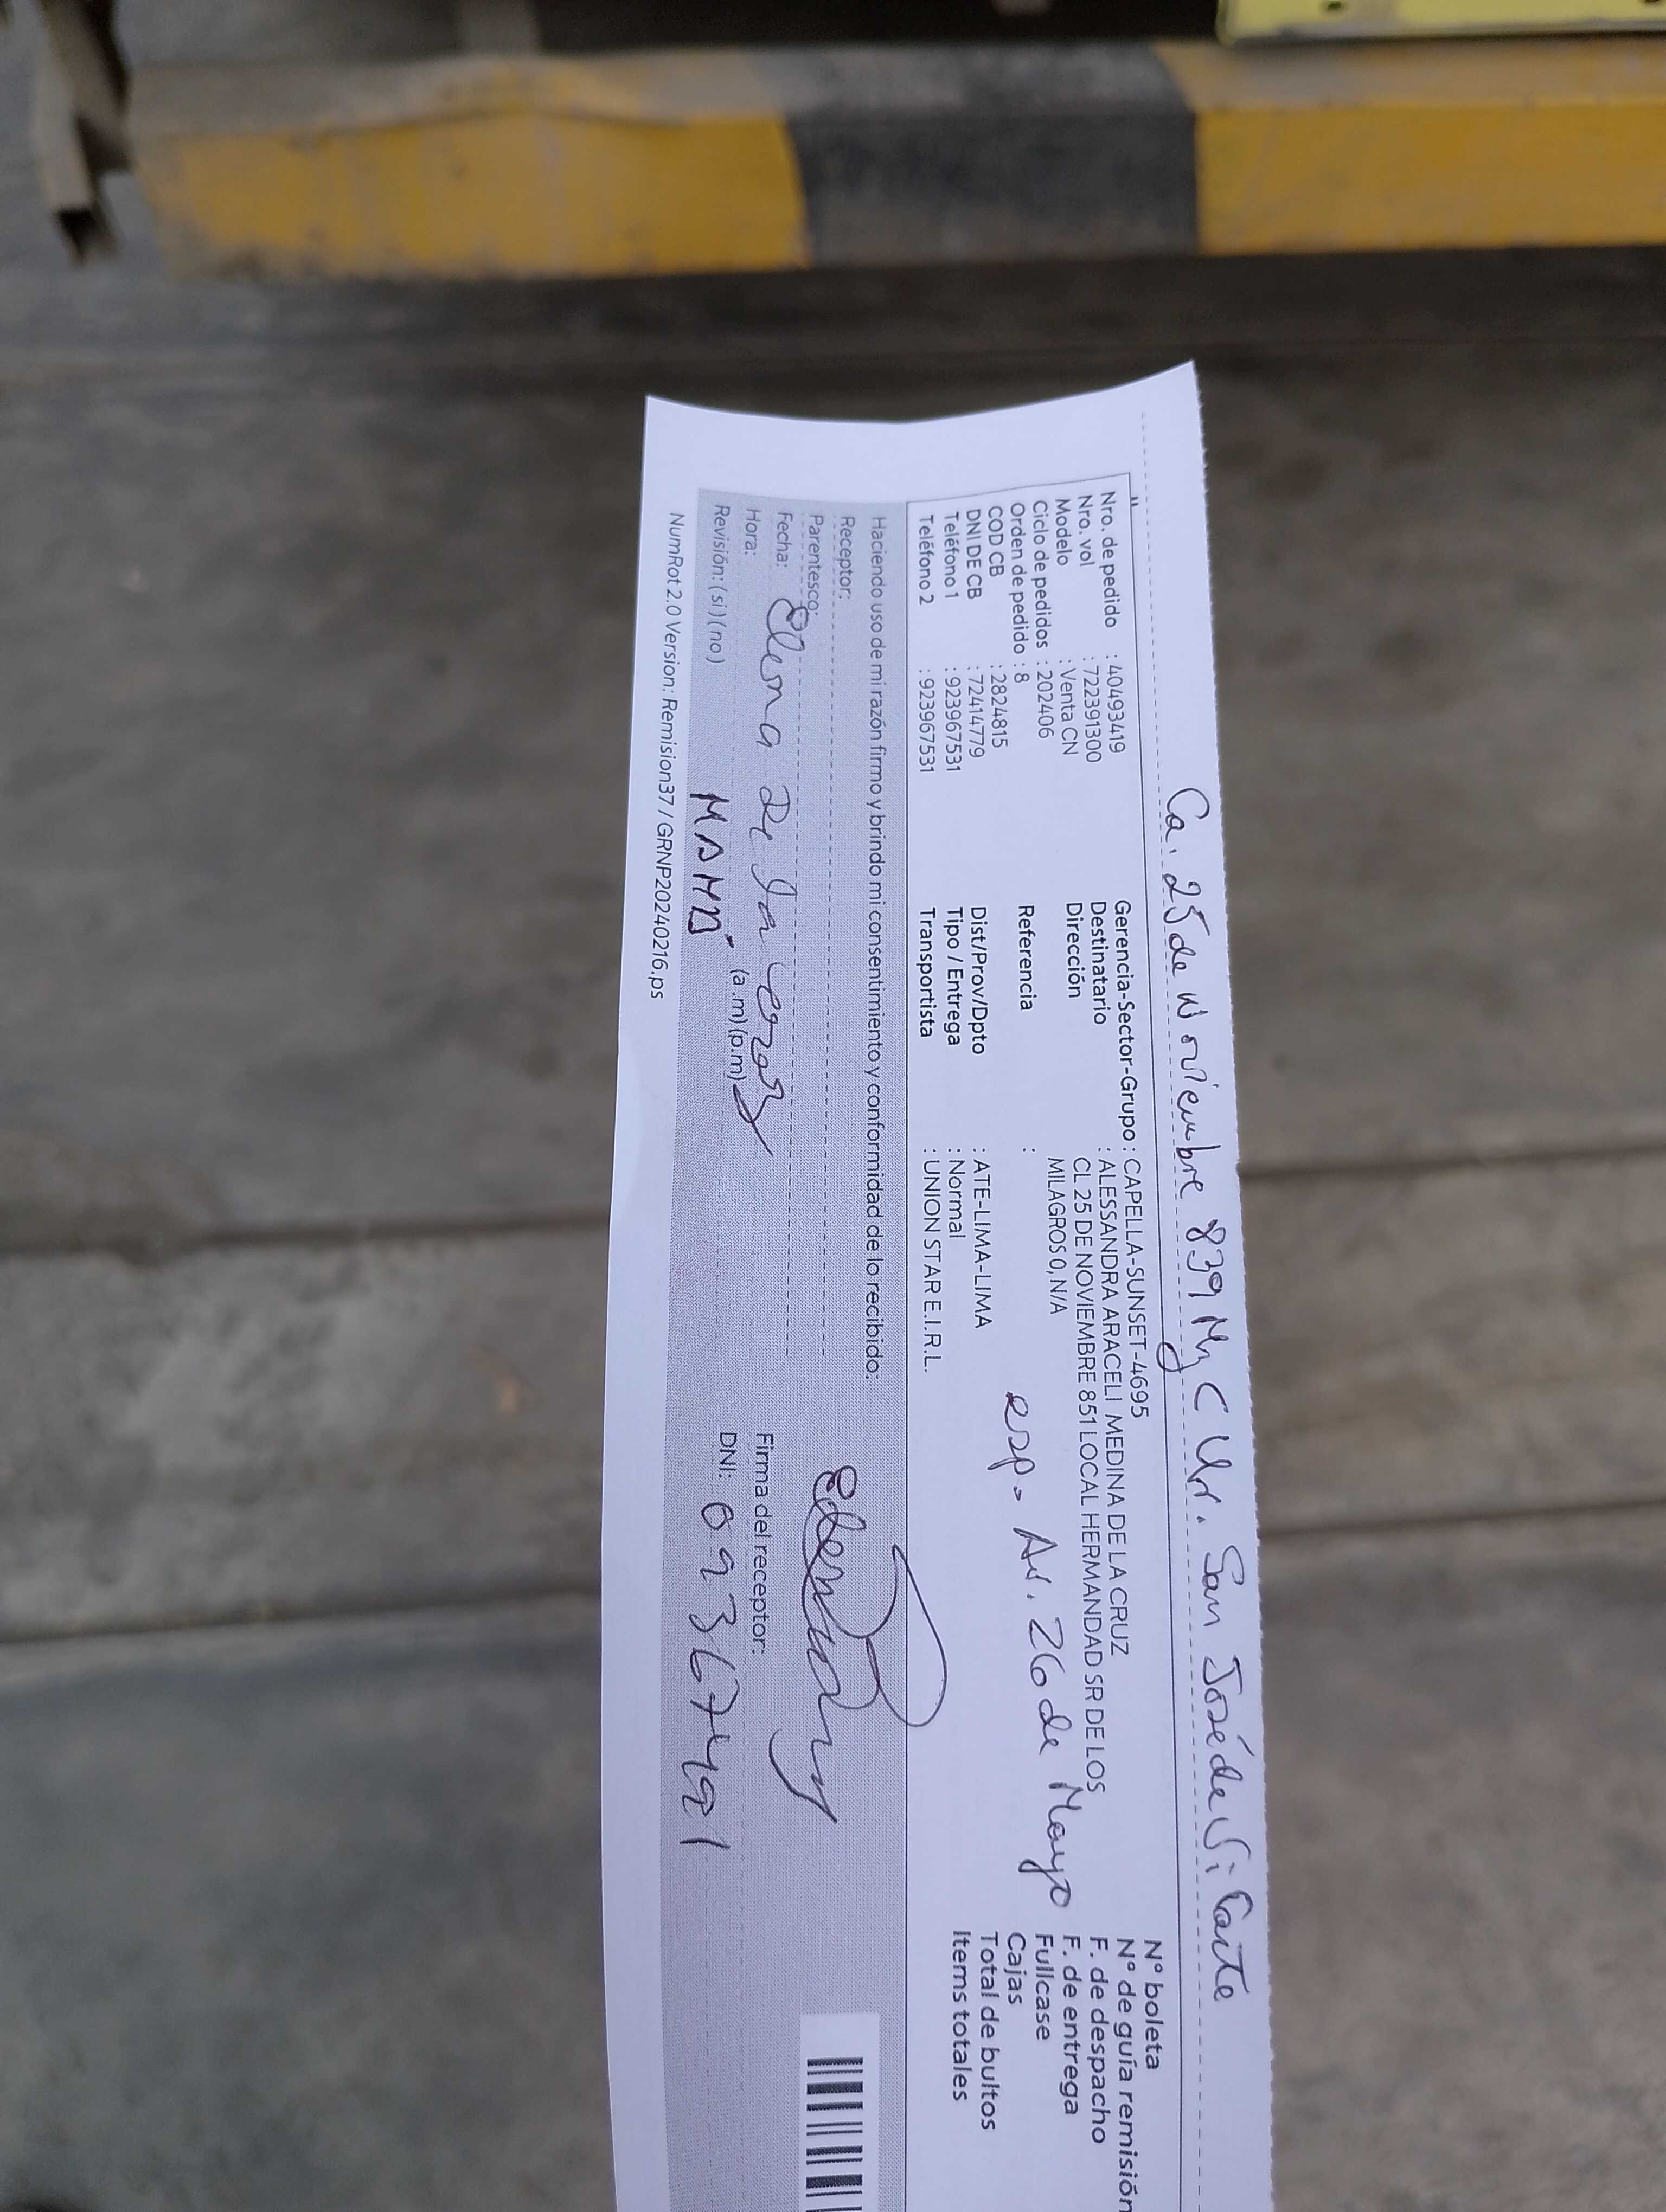 Ca. 25 de Noviembre 839 Mz C Ur. San José de Vi. Parte
Nro. de pedido : 40493419
Nro. vol : 722391300
Modelo : Venta CN
Ciclo de pedidos : 202406
Orden de pedido : 8
COD CB : 2824815
DNI DE CB : 72414779
Teléfono 1 : 923967531
Teléfono 2 : 923967531
Gerencia-Sector-Grupo : CAPELLA-SUNSET-4695
Destinatario : ALESSANDRA ARACELI MEDINA DE LA CRUZ
Dirección CL 25 DE NOVIEMBRE 851 LOCAL HERMANDAD SR DE LOS
MILAGROS 0, N/A
Referencia :
esp. Av. 26 de Mayo
Dist/Prov/Dpto : ATE-LIMA-LIMA
Tipo / Entrega : Normal
Transportista : UNION STAR E.I.R.L.
N° boleta
N° de guía remisión
F. de despacho
F. de entrega
Fullcase
Cajas
Total de bultos
Items totales
Haciendo uso de mi razón firmo y brindo mi consentimiento y conformidad de lo recibido:
Receptor:
Parentesco:
Fecha: Elena De la Cruz
Hora: (a.m) (p.m)
Revisión: (si) (no) MAMA
Firma del receptor:
DNI: 09367491
NumRot 2.0 Version: Remision37 / GRNP20240216.ps